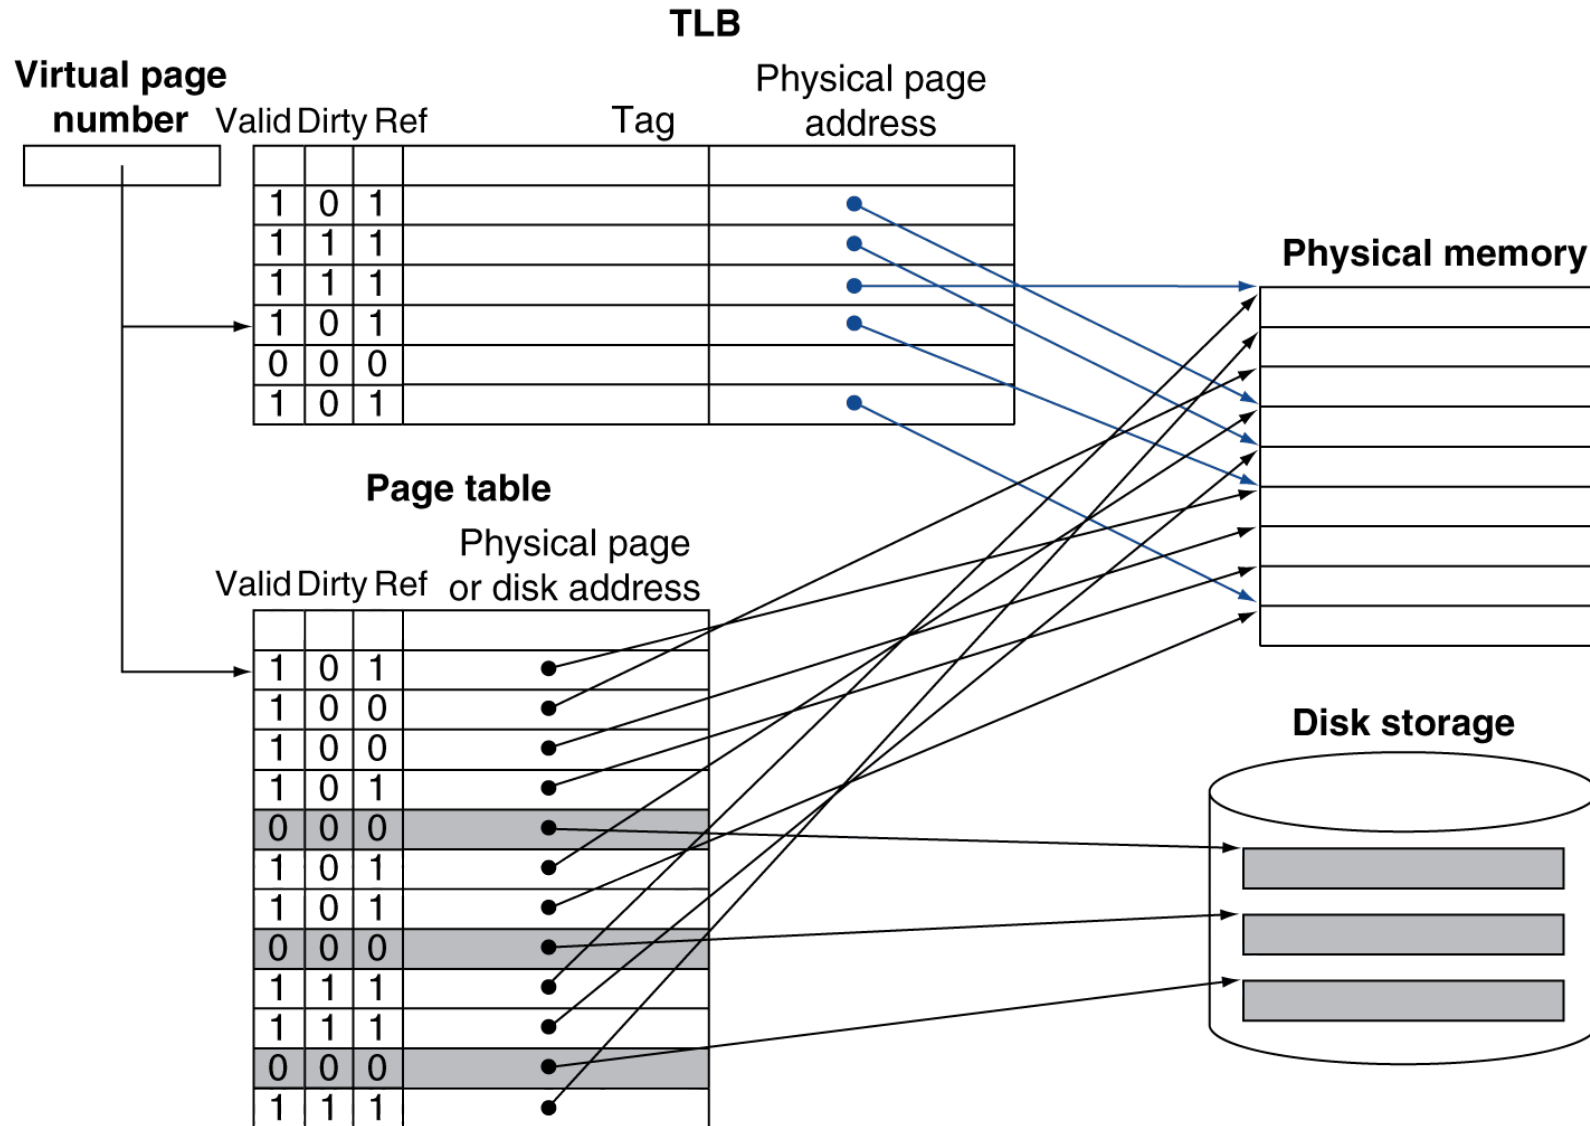 TLB
Virtual page
number
Valid Dirty Ref
Tag
Physical page
address
1 0 1
1 1 1
1 1 1
1 0 1
0 0 0
1 0 1
Physical memory
Page table
Valid Dirty Ref
Physical page
or disk address
1 0 1
1 0 0
1 0 0
1 0 1
0 0 0
1 0 1
1 0 1
0 0 0
1 1 1
1 1 1
0 0 0
1 1 1
Disk storage